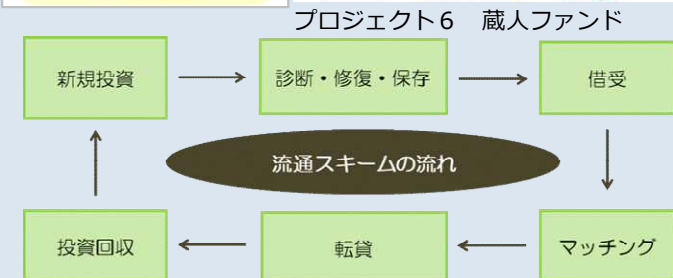 プロジェクト６　蔵人ファンド
新規投資
診断・修復・保存
借受
流通スキームの流れ
投資回収
転貸
マッチング